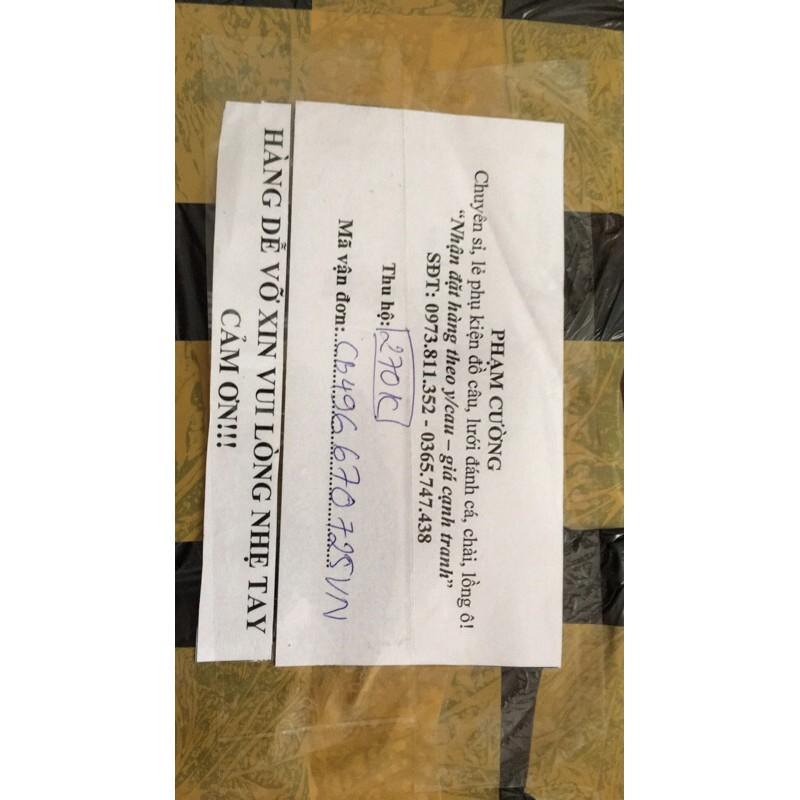 PHẠM CƯỜNG
Chuyên sỉ, lẻ phụ kiện đồ câu, lưới đánh cá, chài, lồng ô!
“Nhận đặt hàng theo y/cau – giá cạnh tranh”
SĐT: 0973.811.352 - 0365.747.438
Thu hộ: 270K
Mã vận đơn:...Cb496670725VN
HÀNG DỄ VỠ XIN VUI LÒNG NHẸ TAY
CẢM ƠN!!!